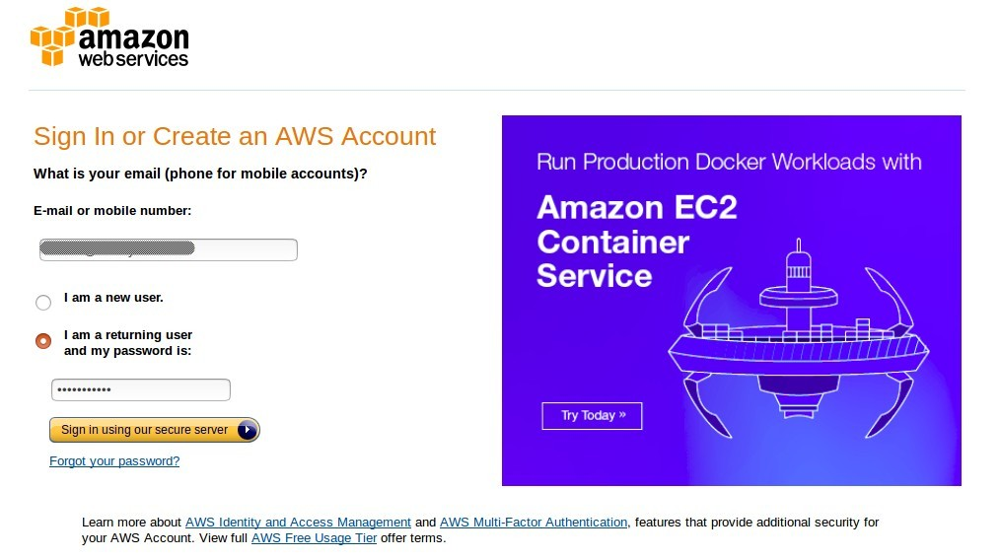 amazon
webservices
Sign In or Create an AWS Account
What is your email (phone for mobile accounts)?
E-mail or mobile number:
I am a new user.
I am a returning user
and my password is:
•••••••••••
Sign in using our secure server
Forgot your password?
Run Production Docker Workloads with
Amazon EC2
Container
Service
Try Today »
Learn more about AWS Identity and Access Management and AWS Multi-Factor Authentication, features that provide additional security for
your AWS Account. View full AWS Free Usage Tier offer terms.